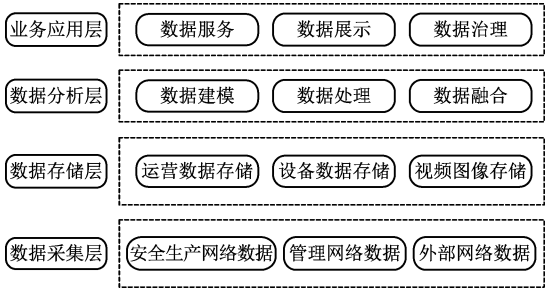 业务应用层 数据服务 数据展示 数据治理
数据分析层 数据建模 数据处理 数据融合
数据存储层 运营数据存储 设备数据存储 视频图像存储
数据采集层 安全生产网络数据 管理网络数据 外部网络数据